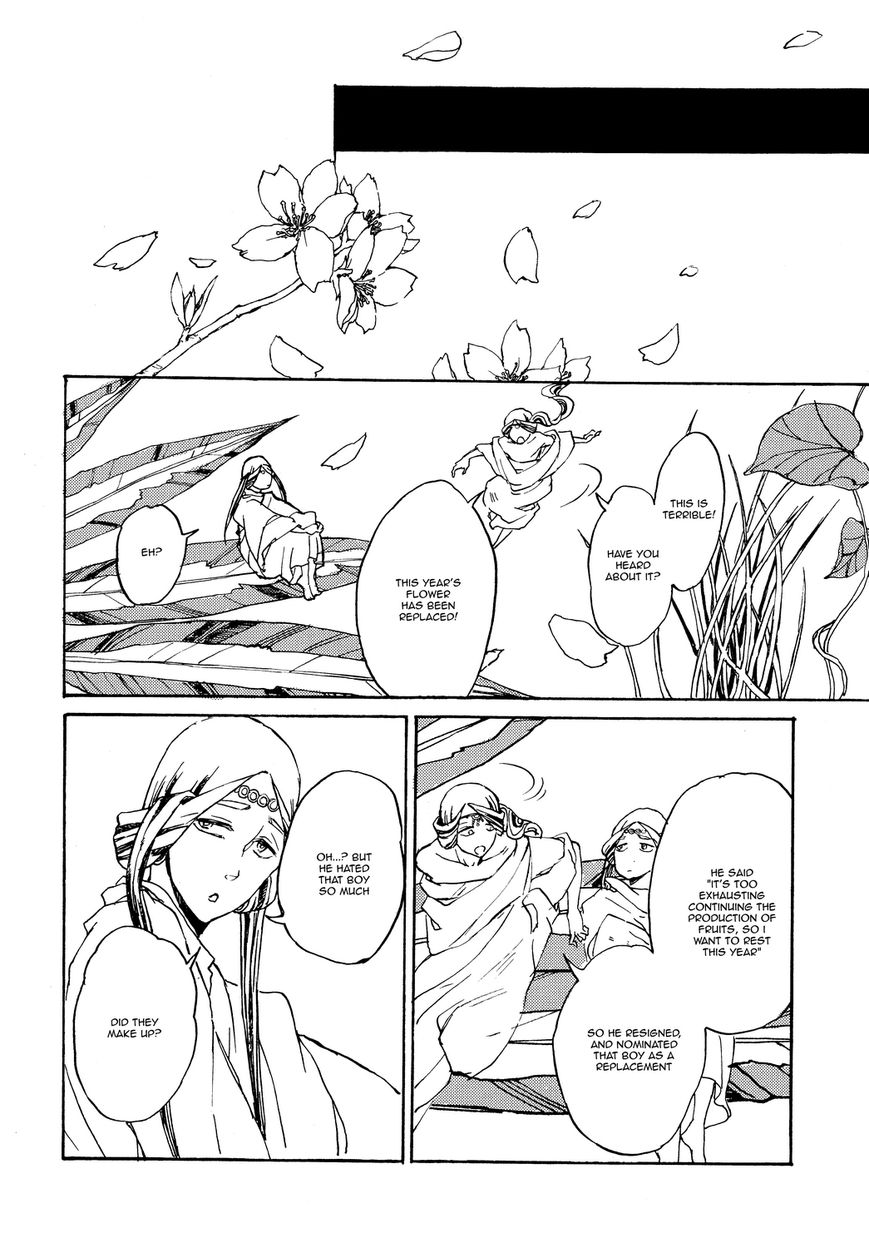 THIS IS
TERRIBLE!
HAVE YOU
HEARD
ABOUT IT?
THIS YEAR'S
FLOWER
HAS BEEN
REPLACED!
EH?
HE SAID
"IT'S TOO
EXHAUSTING
CONTINUING THE
PRODUCTION OF
FRUITS, SO I
WANT TO REST
THIS YEAR"
SO HE RESIGNED,
AND NOMINATED
THAT BOY AS A
REPLACEMENT
OH...? BUT
HE HATED
THAT BOY
SO MUCH
DID THEY
MAKE UP?